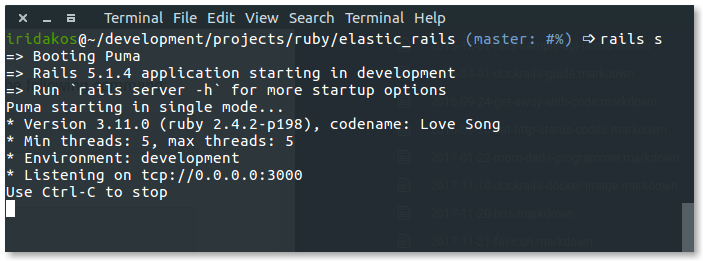 Terminal File Edit View Search Terminal Help
iridakos@~/development/projects/ruby/elastic_rails (master: #%) ➩rails s
=> Booting Puma
=> Rails 5.1.4 application starting in development
=> Run `rails server -h` for more startup options
Puma starting in single mode...
* Version 3.11.0 (ruby 2.4.2-p198), codename: Love Song
* Min threads: 5, max threads: 5
* Environment: development
* Listening on tcp://0.0.0.0:3000
Use Ctrl-C to stop